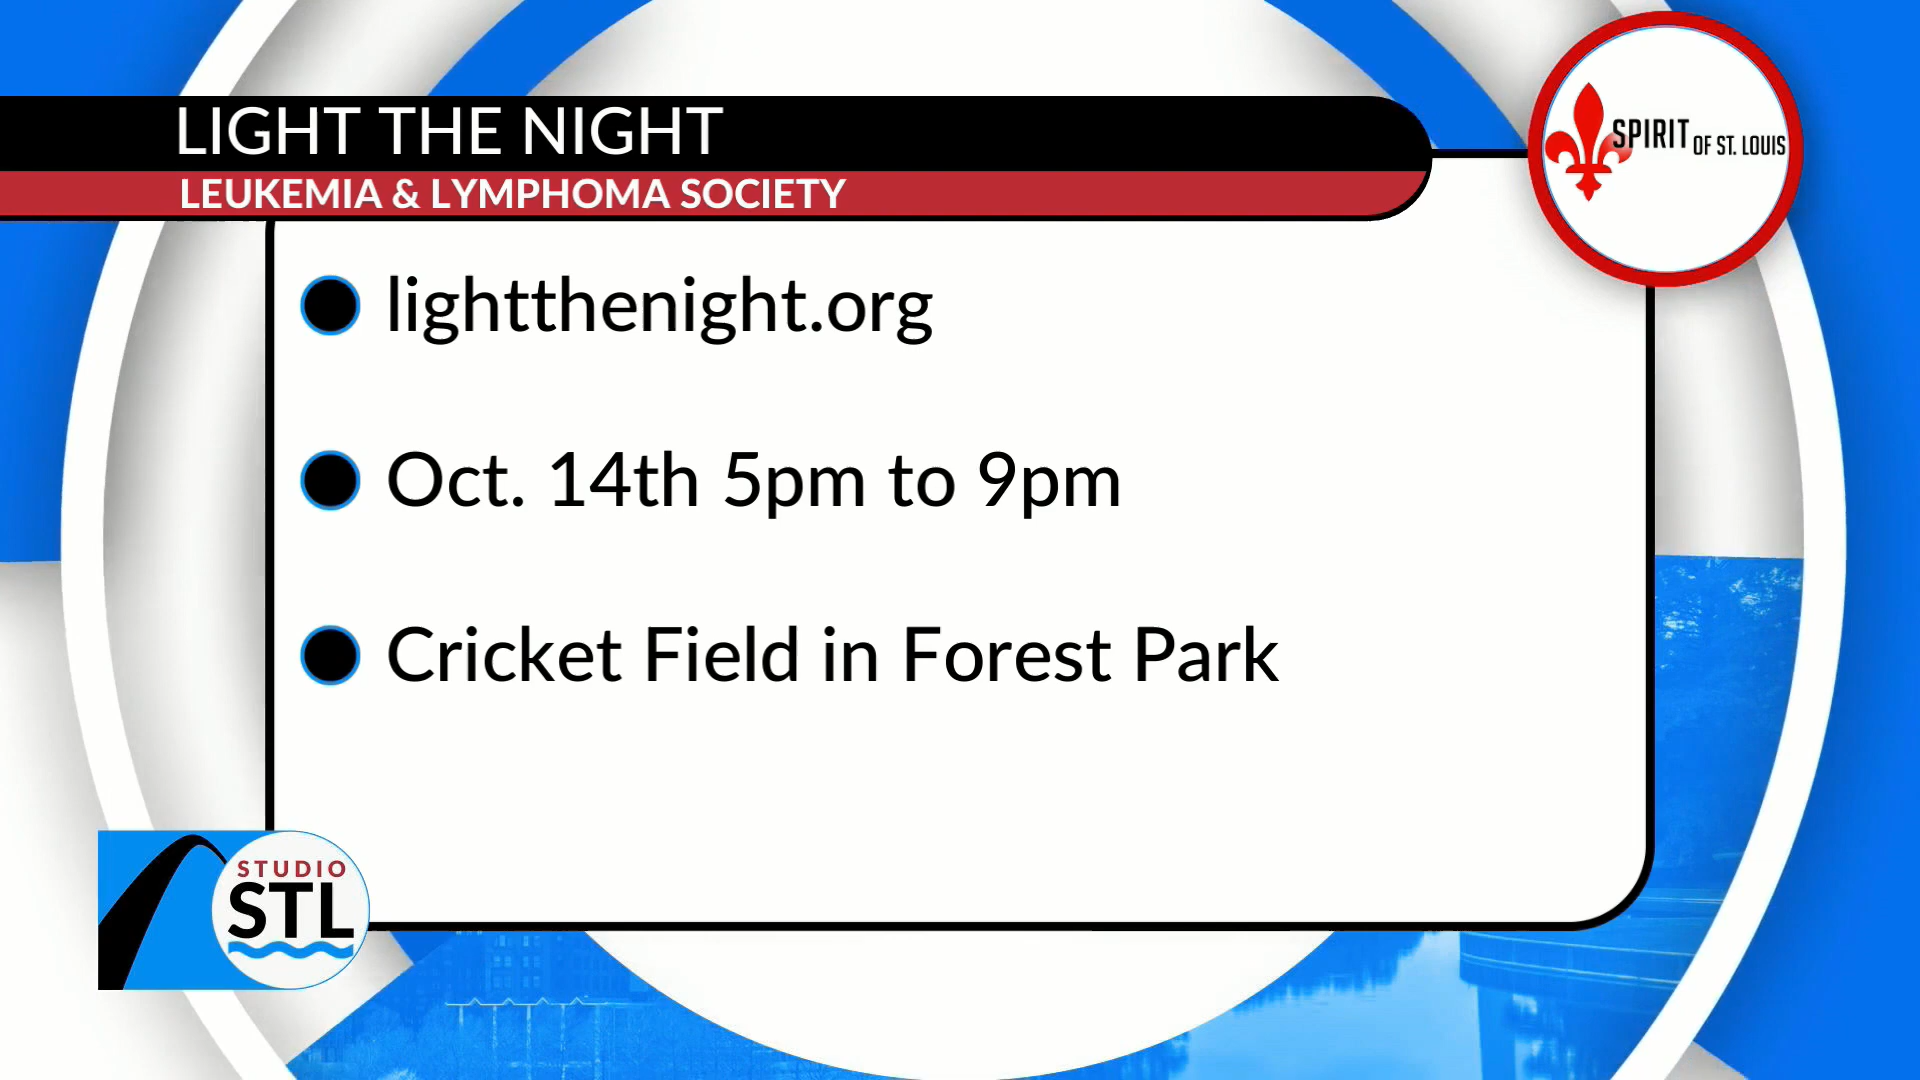 LIGHT THE NIGHT
LEUKEMIA & LYMPHOMA SOCIETY
SPIRIT OF ST. LOUIS
lightthenight.org
Oct. 14th 5pm to 9pm
Cricket Field in Forest Park
STUDIO
STL